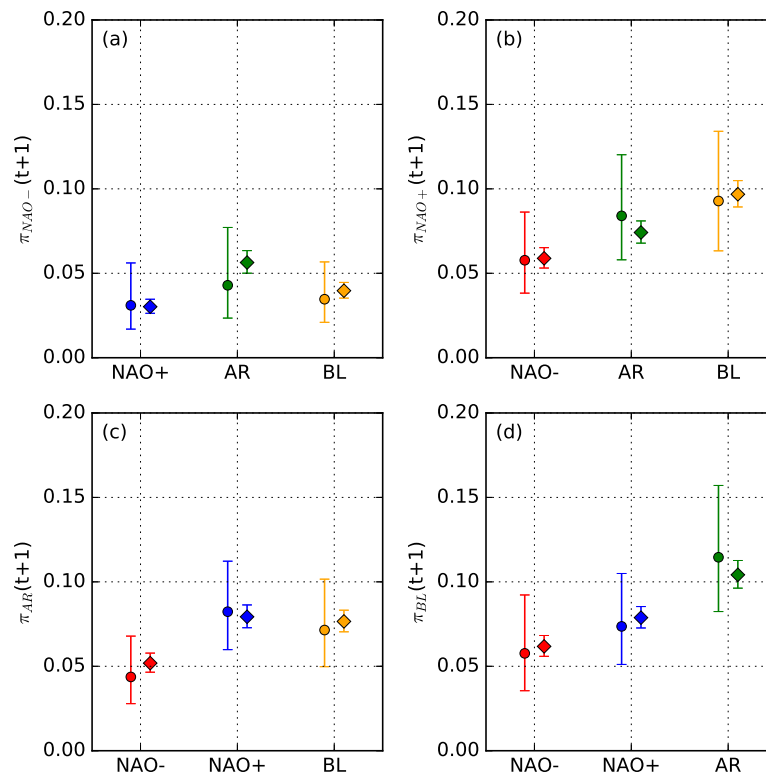 (a)
0.20
0.15
0.10
0.05
0.00
π_{NAO−}(t+1)
NAO+ AR BL
(b)
0.20
0.15
0.10
0.05
0.00
π_{NAO+}(t+1)
NAO- AR BL
(c)
0.20
0.15
0.10
0.05
0.00
π_{AR}(t+1)
NAO- NAO+ BL
(d)
0.20
0.15
0.10
0.05
0.00
π_{BL}(t+1)
NAO- NAO+ AR